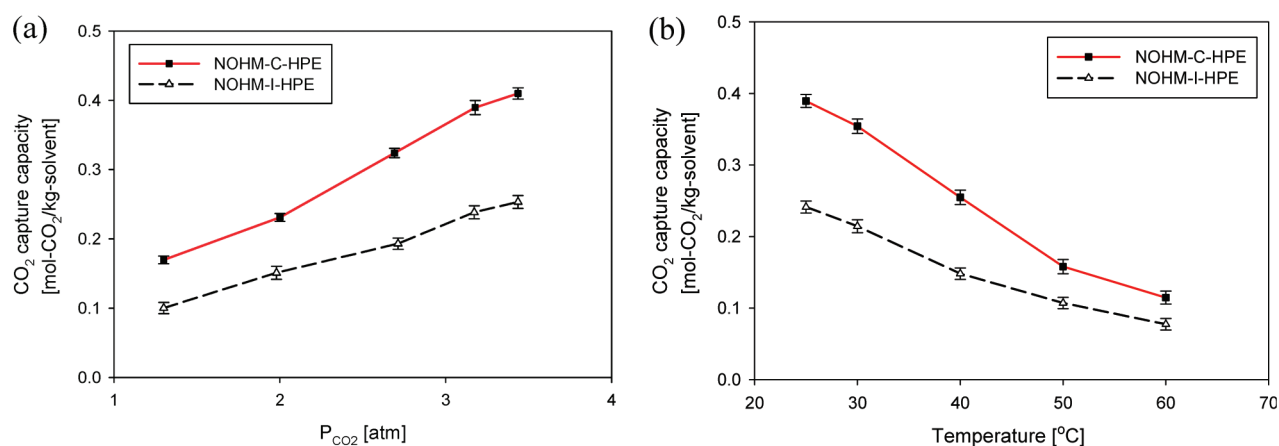 (a)
0.5
0.4
0.3
0.2
0.1
0.0
CO₂ capture capacity
[mol-CO₂/kg-solvent]
NOHM-C-HPE
NOHM-I-HPE
1
2
3
4
P_CO2 [atm]
(b)
0.5
0.4
0.3
0.2
0.1
0.0
CO₂ capture capacity
[mol-CO₂/kg-solvent]
NOHM-C-HPE
NOHM-I-HPE
20
30
40
50
60
70
Temperature [°C]